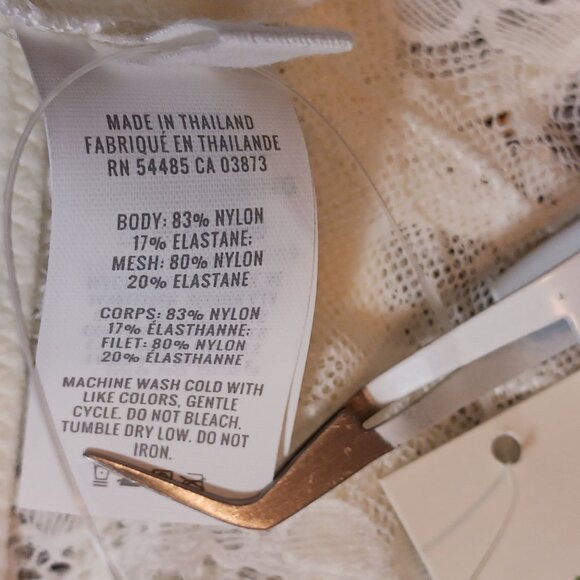 MADE IN THAILAND
FABRIQUÉ EN THAILANDE
RN 54485 CA 03873
BODY: 83% NYLON
17% ELASTANE;
MESH: 80% NYLON
20% ELASTANE
CORPS: 83% NYLON
17% ÉLASTHANNE;
FILET: 80% NYLON
20% ÉLASTHANNE
MACHINE WASH COLD WITH
LIKE COLORS, GENTLE
CYCLE. DO NOT BLEACH.
TUMBLE DRY LOW. DO NOT
IRON.